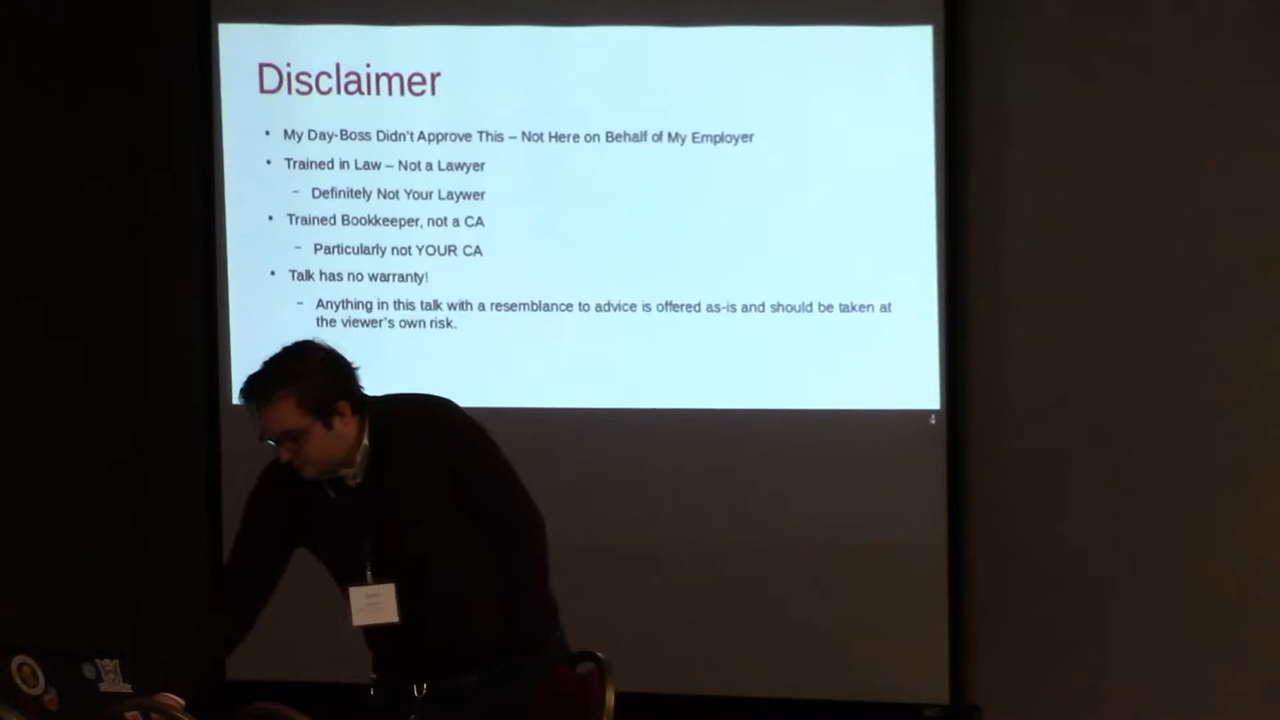 Disclaimer
• My Day-Boss Didn't Approve This – Not Here on Behalf of My Employer
• Trained in Law – Not a Lawyer
– Definitely Not Your Laywer
• Trained Bookkeeper, not a CA
– Particularly not YOUR CA
• Talk has no warranty!
– Anything in this talk with a resemblance to advice is offered as-is and should be taken at
the viewer's own risk.
4